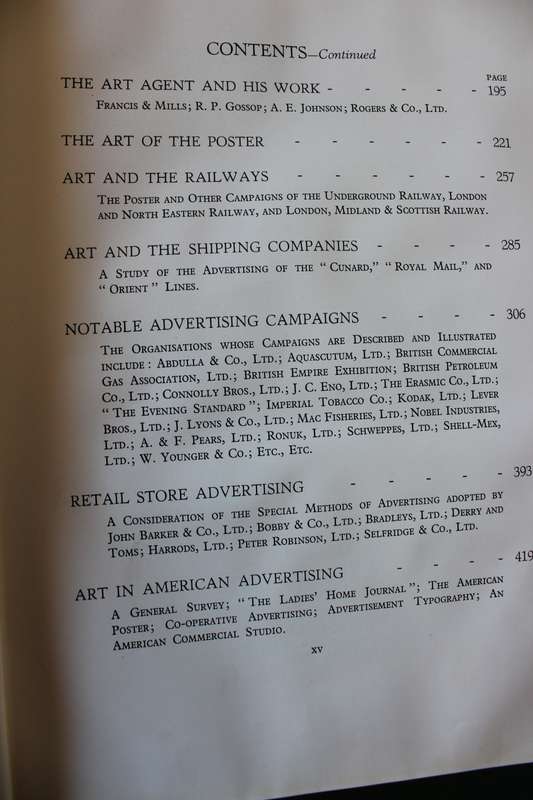 CONTENTS—Continued
PAGE
THE ART AGENT AND HIS WORK - - - - - 195
Francis & Mills; R. P. Gossop; A. E. Johnson; Rogers & Co., Ltd.
THE ART OF THE POSTER - - - - - - 221
ART AND THE RAILWAYS - - - - - - 257
The Poster and Other Campaigns of the Underground Railway, London
and North Eastern Railway, and London, Midland & Scottish Railway.
ART AND THE SHIPPING COMPANIES - - - - 285
A Study of the Advertising of the "Cunard," "Royal Mail," and
"Orient" Lines.
NOTABLE ADVERTISING CAMPAIGNS - - - - 306
The Organisations whose Campaigns are Described and Illustrated
include: Abdulla & Co., Ltd.; Aquascutum, Ltd.; British Commercial
Gas Association, Ltd.; British Empire Exhibition; British Petroleum
Co., Ltd.; Connolly Bros., Ltd.; J. C. Eno, Ltd.; The Erasmic Co., Ltd.;
"The Evening Standard"; Imperial Tobacco Co.; Kodak, Ltd.; Lever
Bros., Ltd.; J. Lyons & Co., Ltd.; Mac Fisheries, Ltd.; Nobel Industries,
Ltd.; A. & F. Pears, Ltd.; Ronuk, Ltd.; Schweppes, Ltd.; Shell-Mex,
Ltd.; W. Younger & Co.; Etc., Etc.
RETAIL STORE ADVERTISING - - - - - 393
A Consideration of the Special Methods of Advertising adopted by
John Barker & Co., Ltd.; Bobby & Co., Ltd.; Bradleys, Ltd.; Derry and
Toms; Harrods, Ltd.; Peter Robinson, Ltd.; Selfridge & Co., Ltd.
ART IN AMERICAN ADVERTISING - - - - 419
A General Survey; "The Ladies' Home Journal"; The American
Poster; Co-operative Advertising; Advertisement Typography; An
American Commercial Studio.
xv